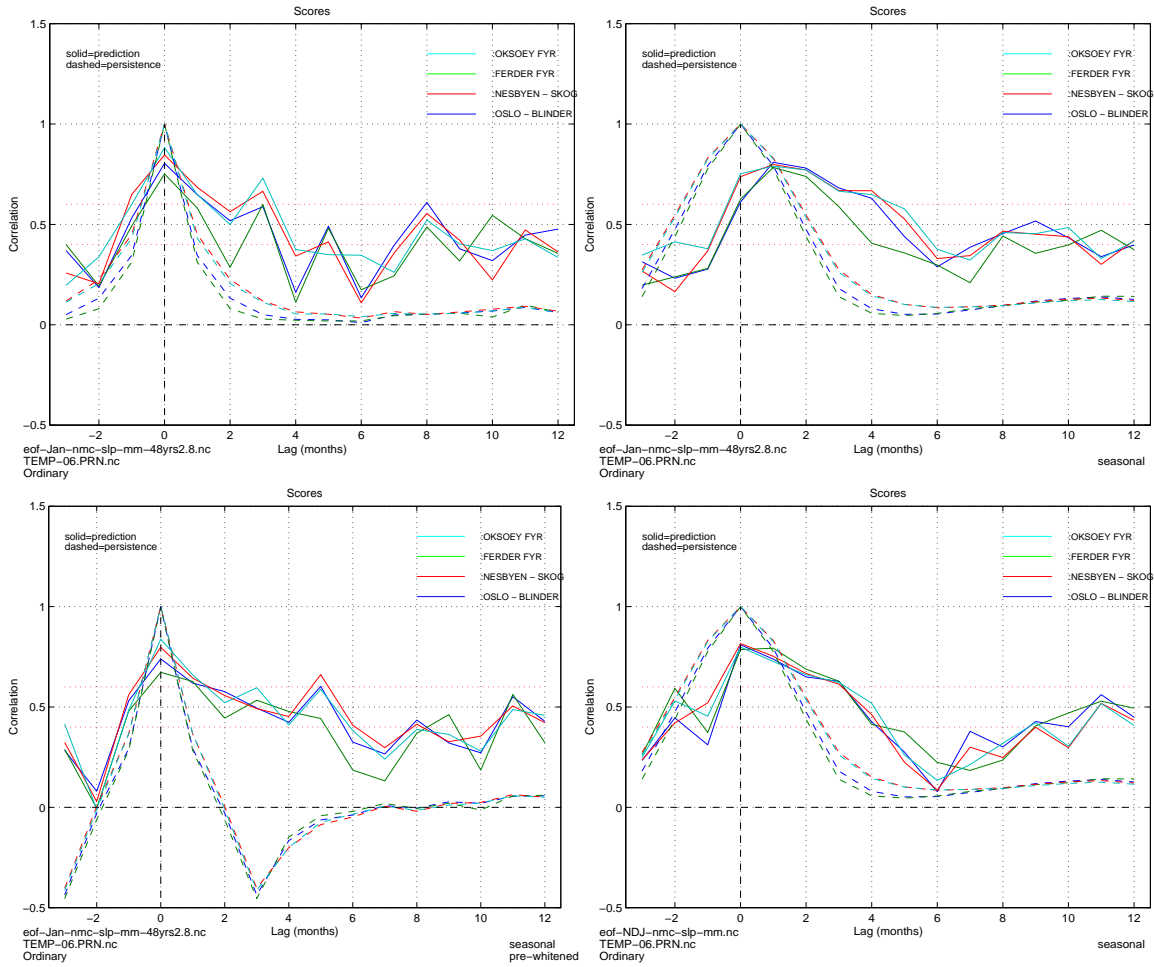 Scores
solid=prediction
dashed=persistence
OKSOEY FYR
FERDER FYR
NESBYEN − SKOG
OSLO − BLINDER
1.5
1
0.5
0
−0.5
Correlation
−2 0 2 4 6 8 10 12
Lag (months)
eof−Jan−nmc−slp−mm−48yrs2.8.nc
TEMP−06.PRN.nc
Ordinary
Scores
solid=prediction
dashed=persistence
OKSOEY FYR
FERDER FYR
NESBYEN − SKOG
OSLO − BLINDER
1.5
1
0.5
0
−0.5
Correlation
−2 0 2 4 6 8 10 12
Lag (months)
eof−Jan−nmc−slp−mm−48yrs2.8.nc
TEMP−06.PRN.nc
Ordinary
seasonal
Scores
solid=prediction
dashed=persistence
OKSOEY FYR
FERDER FYR
NESBYEN − SKOG
OSLO − BLINDER
1.5
1
0.5
0
−0.5
Correlation
−2 0 2 4 6 8 10 12
Lag (months)
eof−Jan−nmc−slp−mm−48yrs2.8.nc
TEMP−06.PRN.nc
Ordinary
seasonal
pre−whitened
Scores
solid=prediction
dashed=persistence
OKSOEY FYR
FERDER FYR
NESBYEN − SKOG
OSLO − BLINDER
1.5
1
0.5
0
−0.5
Correlation
−2 0 2 4 6 8 10 12
Lag (months)
eof−NDJ−nmc−slp−mm.nc
TEMP−06.PRN.nc
Ordinary
seasonal